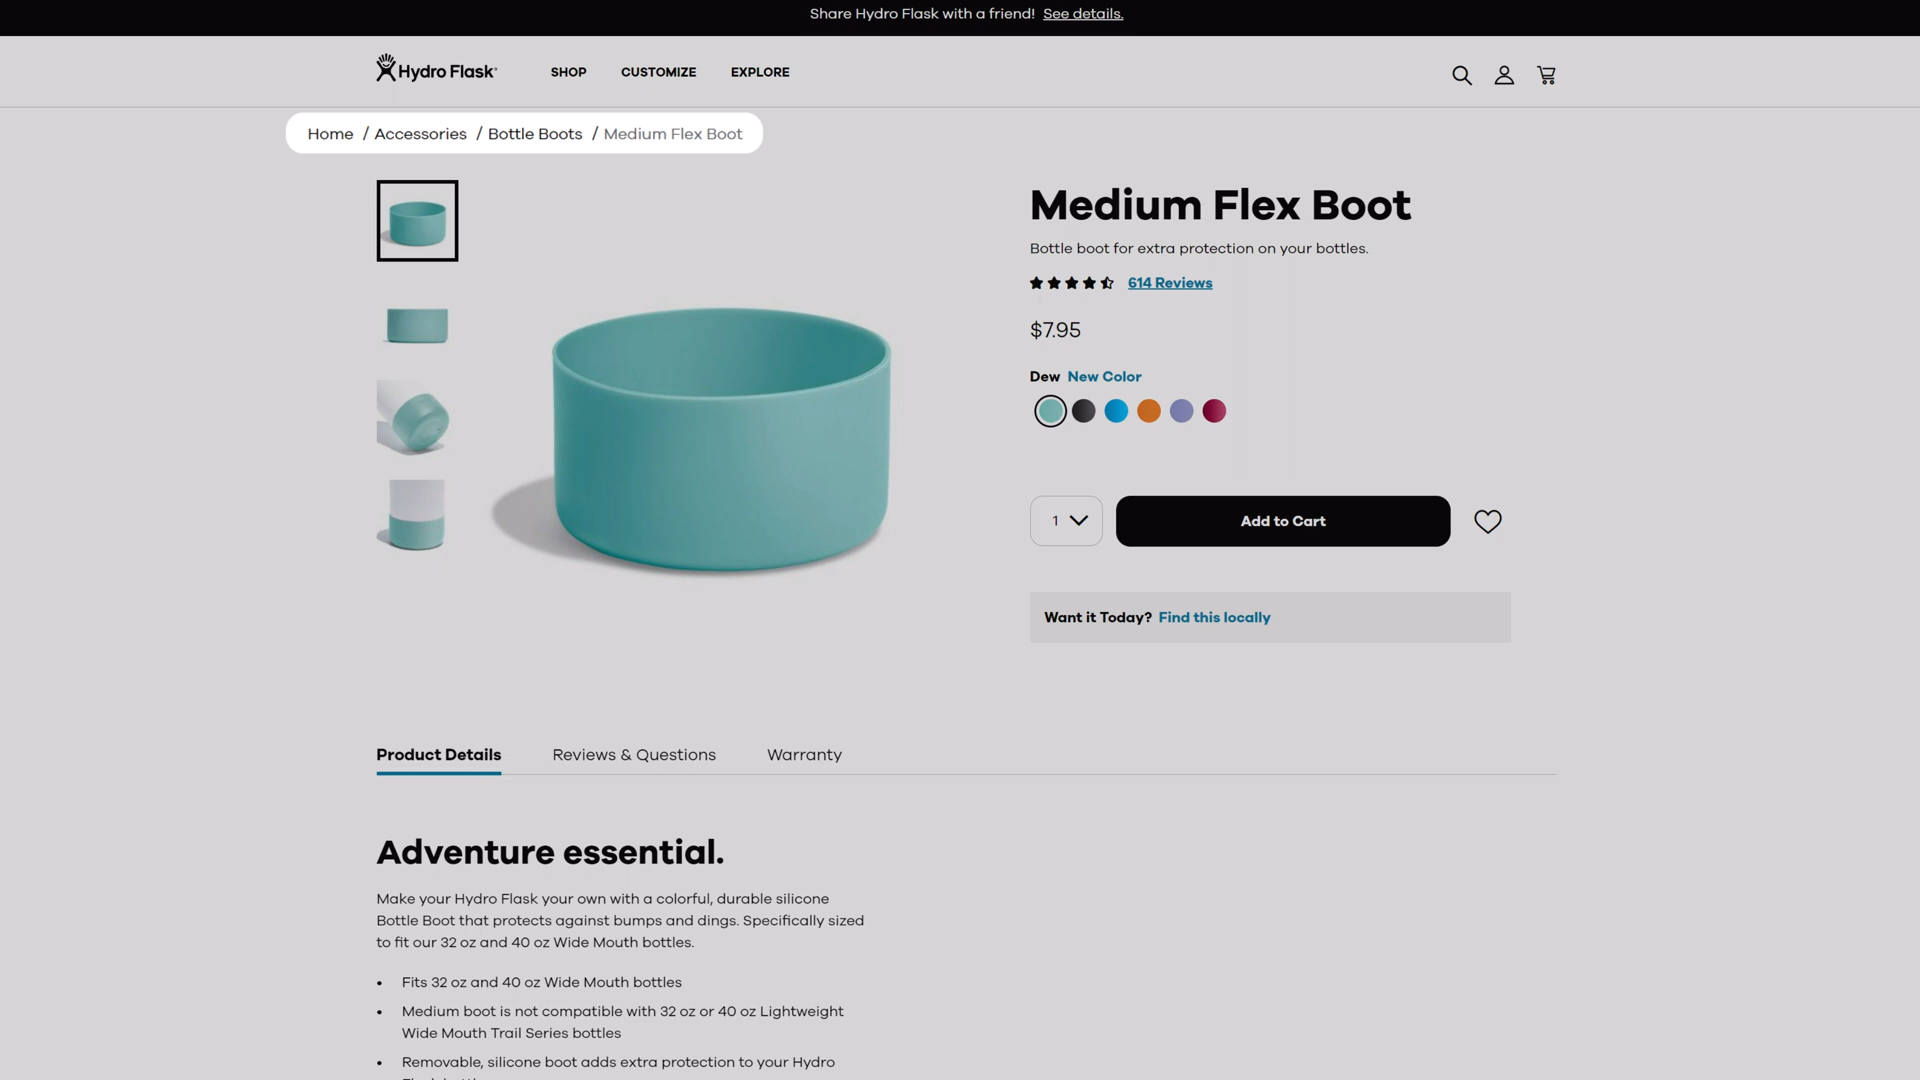 Share Hydro Flask with a friend! See details.
Hydro Flask
SHOP CUSTOMIZE EXPLORE
Home / Accessories / Bottle Boots / Medium Flex Boot
Medium Flex Boot
Bottle boot for extra protection on your bottles.
614 Reviews
$7.95
Dew New Color
1
Add to Cart
Want it Today? Find this locally
Product Details Reviews & Questions Warranty
Adventure essential.
Make your Hydro Flask your own with a colorful, durable silicone
Bottle Boot that protects against bumps and dings. Specifically sized
to fit our 32 oz and 40 oz Wide Mouth bottles.
• Fits 32 oz and 40 oz Wide Mouth bottles
• Medium boot is not compatible with 32 oz or 40 oz Lightweight
Wide Mouth Trail Series bottles
• Removable, silicone boot adds extra protection to your Hydro